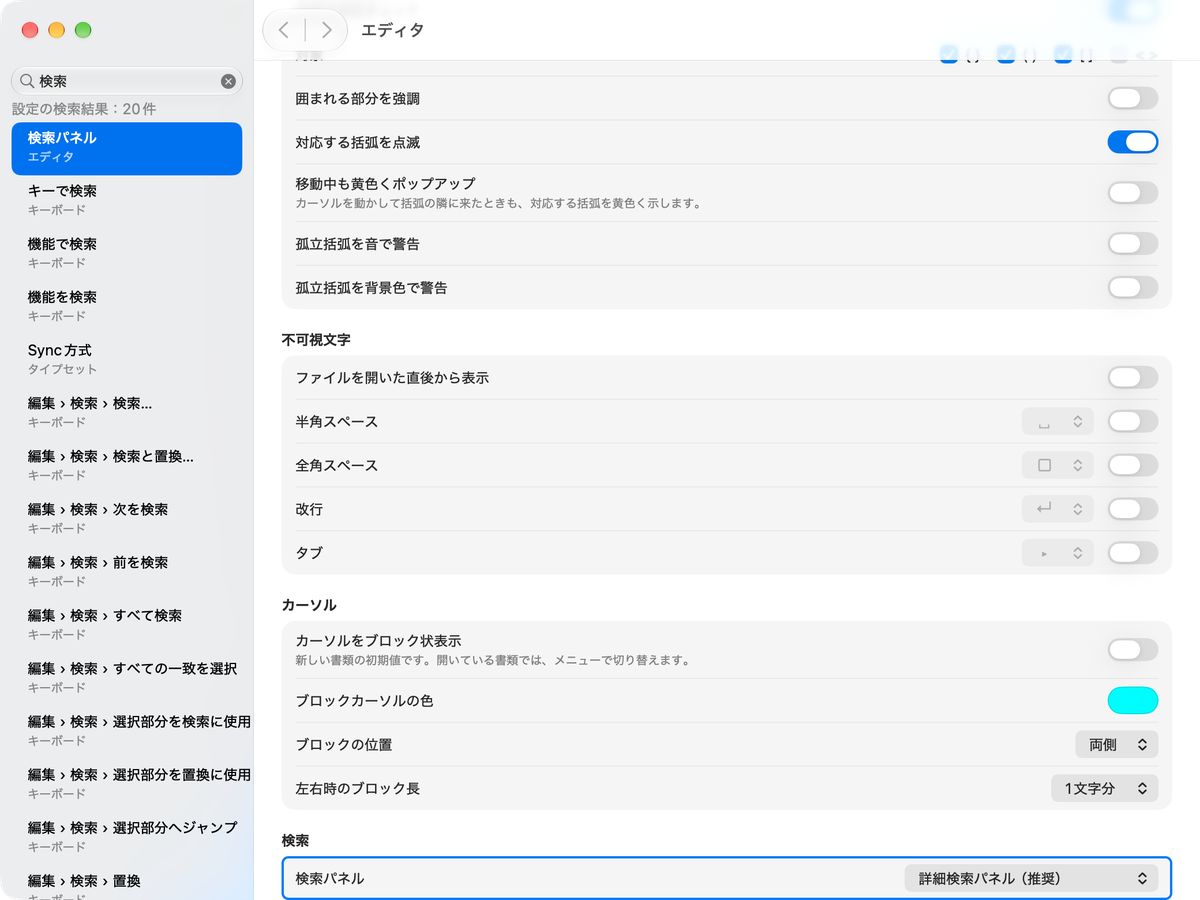 エディタ
検索
設定の検索結果：20件
検索パネル
エディタ
キーで検索
キーボード
機能で検索
キーボード
機能を検索
キーボード
Sync方式
タイプセット
編集 › 検索 › 検索...
キーボード
編集 › 検索 › 検索と置換...
キーボード
編集 › 検索 › 次を検索
キーボード
編集 › 検索 › 前を検索
キーボード
編集 › 検索 › すべて検索
キーボード
編集 › 検索 › すべての一致を選択
キーボード
編集 › 検索 › 選択部分を検索に使用
キーボード
編集 › 検索 › 選択部分を置換に使用
キーボード
編集 › 検索 › 選択部分へジャンプ
キーボード
編集 › 検索 › 置換
キーボード
{} () [] <>
囲まれる部分を強調
対応する括弧を点滅
移動中も黄色くポップアップ
カーソルを動かして括弧の隣に来たときも、対応する括弧を黄色く示します。
孤立括弧を音で警告
孤立括弧を背景色で警告
不可視文字
ファイルを開いた直後から表示
半角スペース
全角スペース
改行
タブ
カーソル
カーソルをブロック状表示
新しい書類の初期値です。開いている書類では、メニューで切り替えます。
ブロックカーソルの色
ブロックの位置 両側
左右時のブロック長 1文字分
検索
検索パネル 詳細検索パネル（推奨）